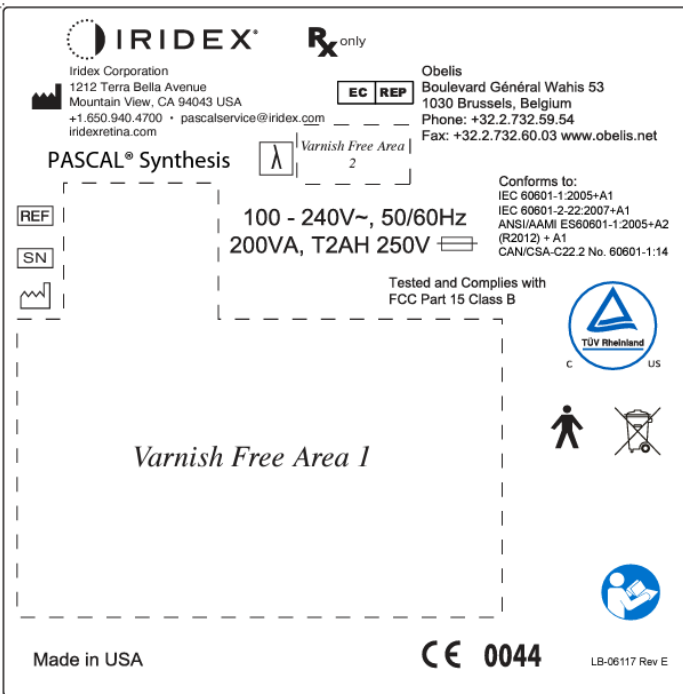 IRIDEX®
Rx only
Iridex Corporation
1212 Terra Bella Avenue
Mountain View, CA 94043 USA
+1.650.940.4700 • pascalservice@iridex.com
iridexretina.com
EC REP
Obelis
Boulevard Général Wahis 53
1030 Brussels, Belgium
Phone: +32.2.732.59.54
Fax: +32.2.732.60.03 www.obelis.net
PASCAL® Synthesis
λ
Varnish Free Area
2
REF
SN
100 - 240V~, 50/60Hz
200VA, T2AH 250V
Conforms to:
IEC 60601-1:2005+A1
IEC 60601-2-22:2007+A1
ANSI/AAMI ES60601-1:2005+A2
(R2012) + A1
CAN/CSA-C22.2 No. 60601-1:14
Tested and Complies with
FCC Part 15 Class B
TÜV Rheinland
C US
Varnish Free Area 1
Made in USA
CE 0044
LB-06117 Rev E